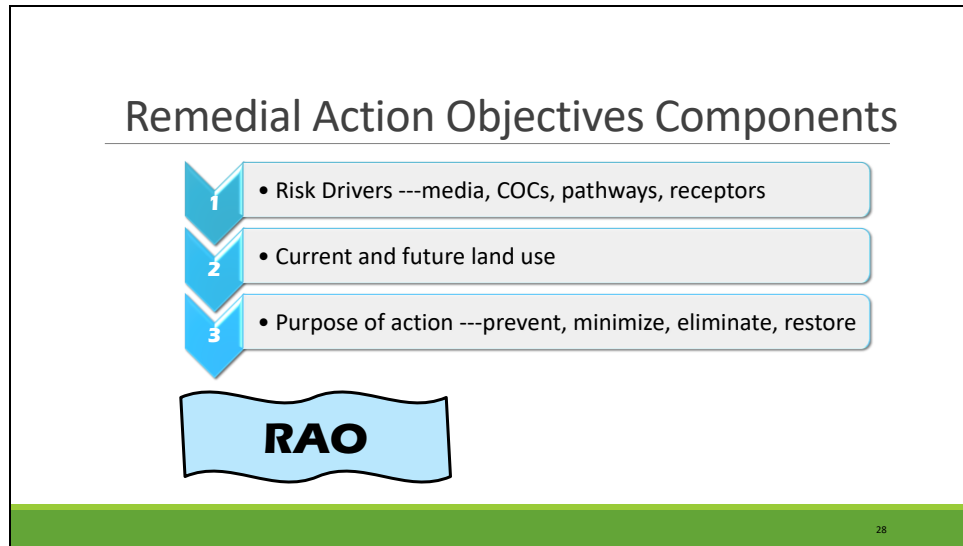 Remedial Action Objectives Components
1
• Risk Drivers ---media, COCs, pathways, receptors
2
• Current and future land use
3
• Purpose of action ---prevent, minimize, eliminate, restore
RAO
28